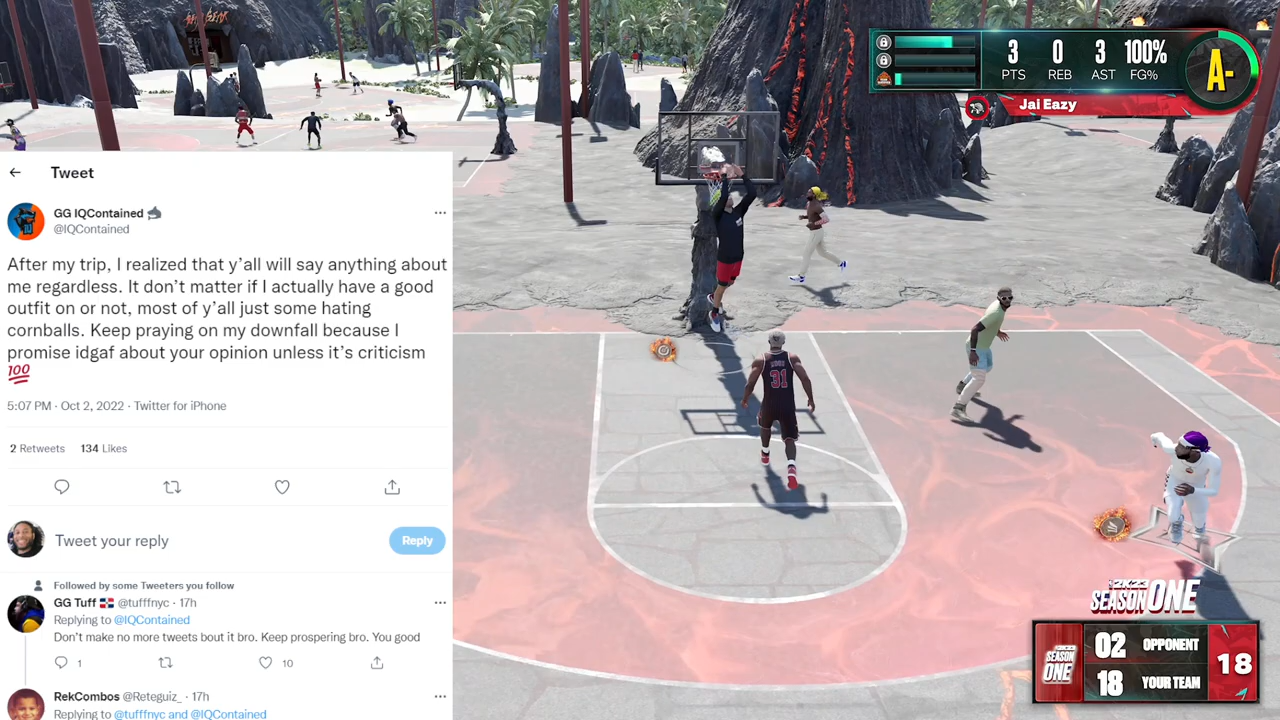 Tweet
GG IQContained
@IQContained
After my trip, I realized that y'all will say anything about
me regardless. It don't matter if I actually have a good
outfit on or not, most of y'all just some hating
cornballs. Keep praying on my downfall because I
promise idgaf about your opinion unless it's criticism
💯
5:07 PM · Oct 2, 2022 · Twitter for iPhone
2 Retweets 134 Likes
Tweet your reply
Reply
Followed by some Tweeters you follow
GG Tuff 🇩🇴 @tufffnyc · 17h
Replying to @IQContained
Don't make no more tweets bout it bro. Keep prospering bro. You good
1 10
RekCombos @Reteguiz_ · 17h
Replying to @tufffnyc and @IQContained
3 0 3 100%
PTS REB AST FG%
A-
Jai Eazy
31
2K23
SEASON ONE
SEASON
ONE
02 OPPONENT
18 YOUR TEAM
18